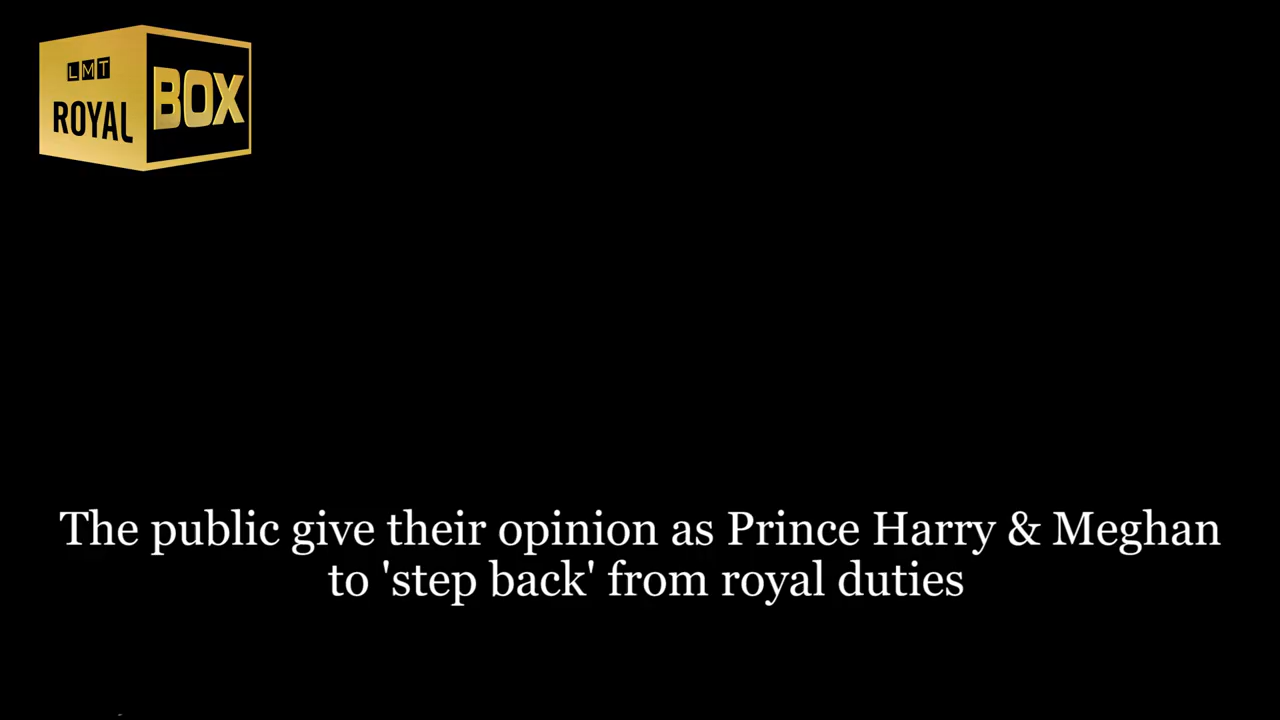 LMT
ROYAL BOX
The public give their opinion as Prince Harry & Meghan
to 'step back' from royal duties